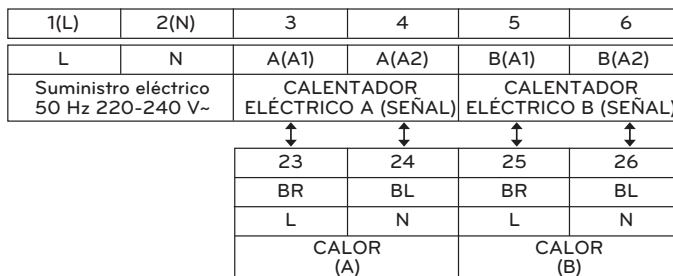 1(L) 2(N) 3 4 5 6
L N A(A1) A(A2) B(A1) B(A2)
Suministro eléctrico CALENTADOR CALENTADOR
50 Hz 220-240 V~ ELÉCTRICO A (SEÑAL) ELÉCTRICO B (SEÑAL)
23 24 25 26
BR BL BR BL
L N L N
CALOR CALOR
(A) (B)